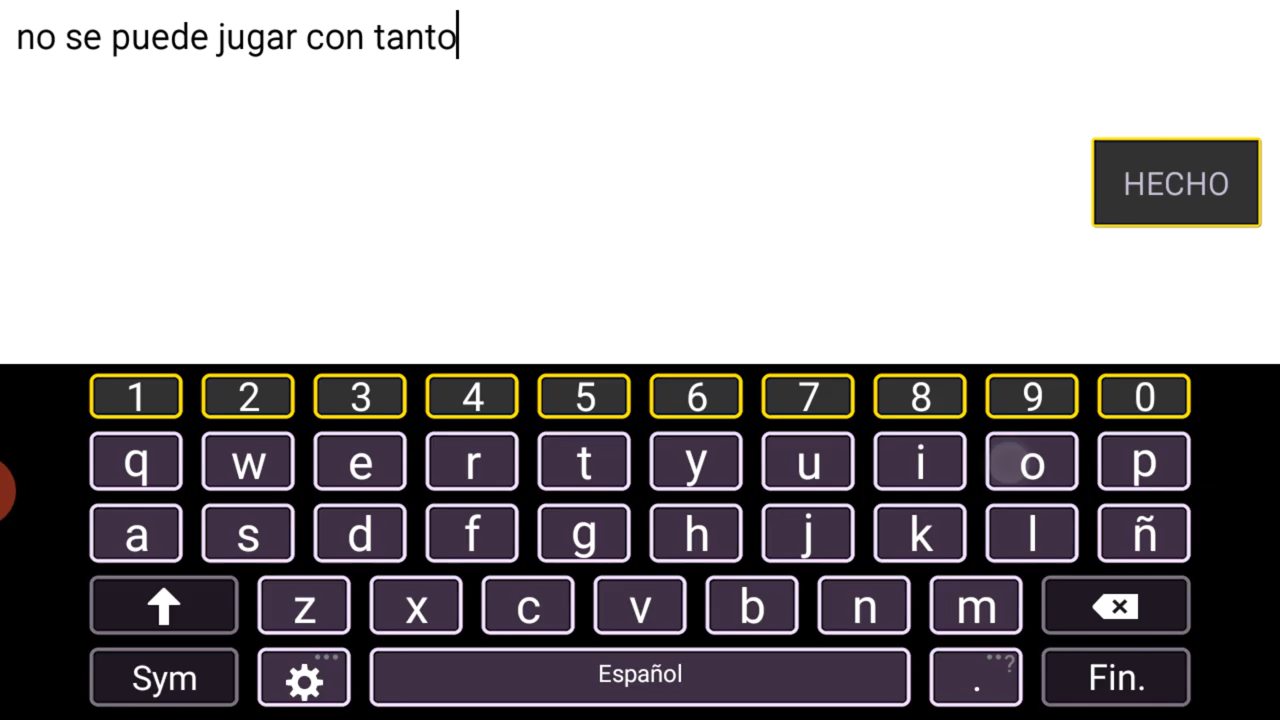 no se puede jugar con tanto
HECHO
1 2 3 4 5 6 7 8 9 0
q w e r t y u i o p
a s d f g h j k l ñ
z x c v b n m
Sym Español . ? Fin.